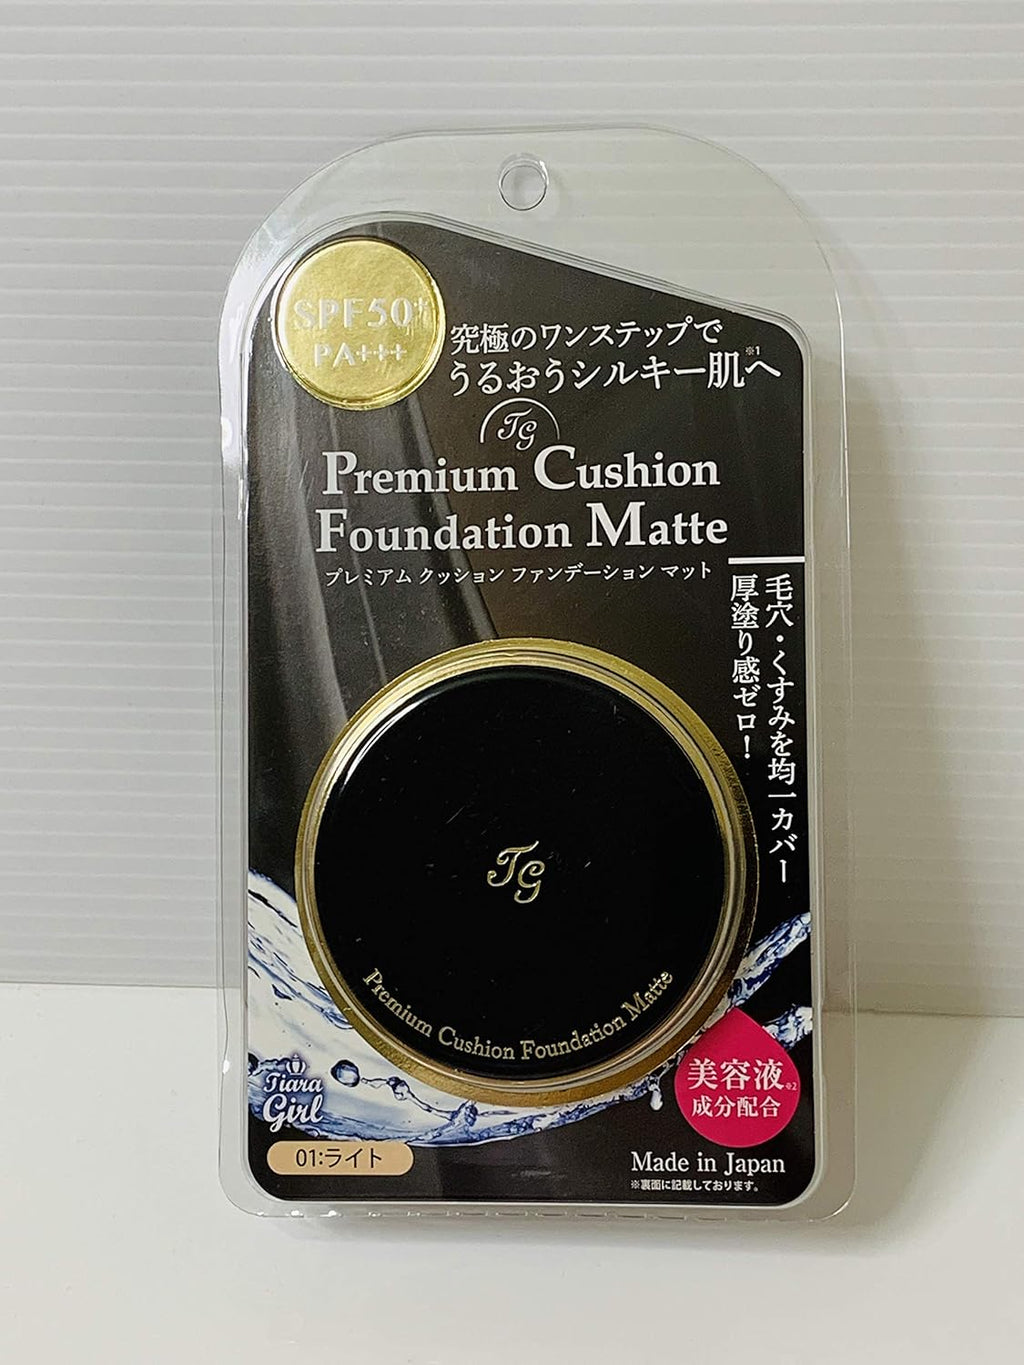 SPF50+
PA+++
究極のワンステップで
うるおうシルキー肌へ※1
TG
Premium Cushion
Foundation Matte
プレミアム クッション ファンデーション マット
毛穴・くすみを均一カバー
厚塗り感ゼロ!
TG
Premium Cushion Foundation Matte
美容液※2
成分配合
Tiara
Girl
01:ライト
Made in Japan
※裏面に記載しております。